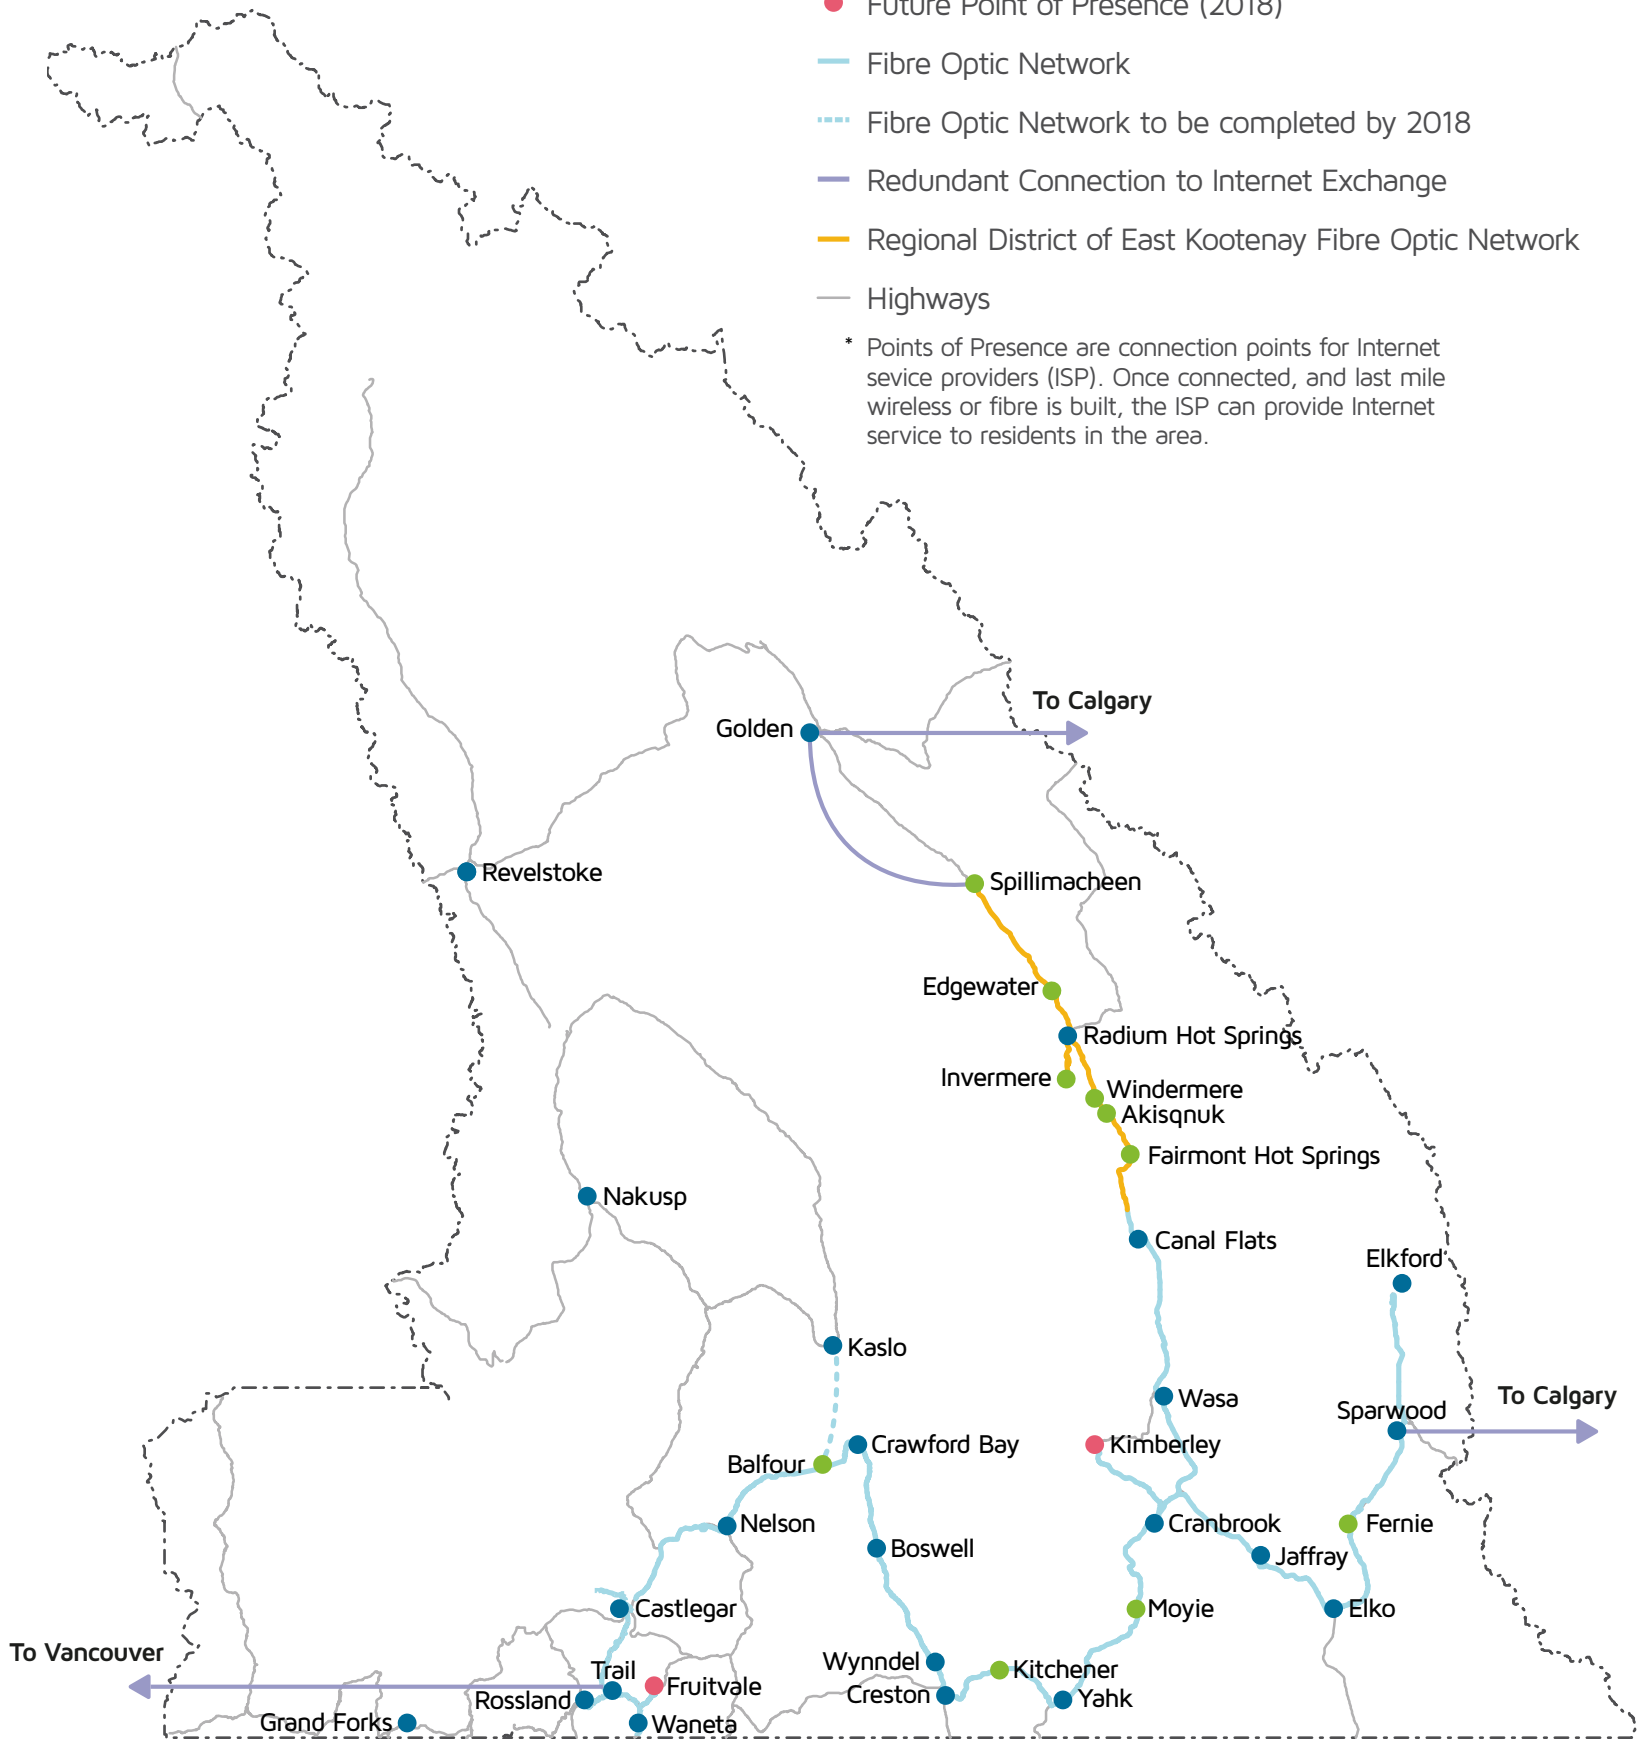 Future Point of Presence (2018)
Fibre Optic Network
Fibre Optic Network to be completed by 2018
Redundant Connection to Internet Exchange
Regional District of East Kootenay Fibre Optic Network
Highways
* Points of Presence are connection points for Internet
sevice providers (ISP). Once connected, and last mile
wireless or fibre is built, the ISP can provide Internet
service to residents in the area.
To Calgary
Golden
Revelstoke
Spillimacheen
Edgewater
Radium Hot Springs
Invermere
Windermere
Akisqnuk
Fairmont Hot Springs
Nakusp
Canal Flats
Elkford
Kaslo
Wasa
To Calgary
Sparwood
Crawford Bay
Kimberley
Balfour
Nelson
Cranbrook
Fernie
Boswell
Jaffray
Castlegar
Moyie
Elko
To Vancouver
Wynndel
Kitchener
Trail
Fruitvale
Creston
Yahk
Rossland
Grand Forks
Waneta